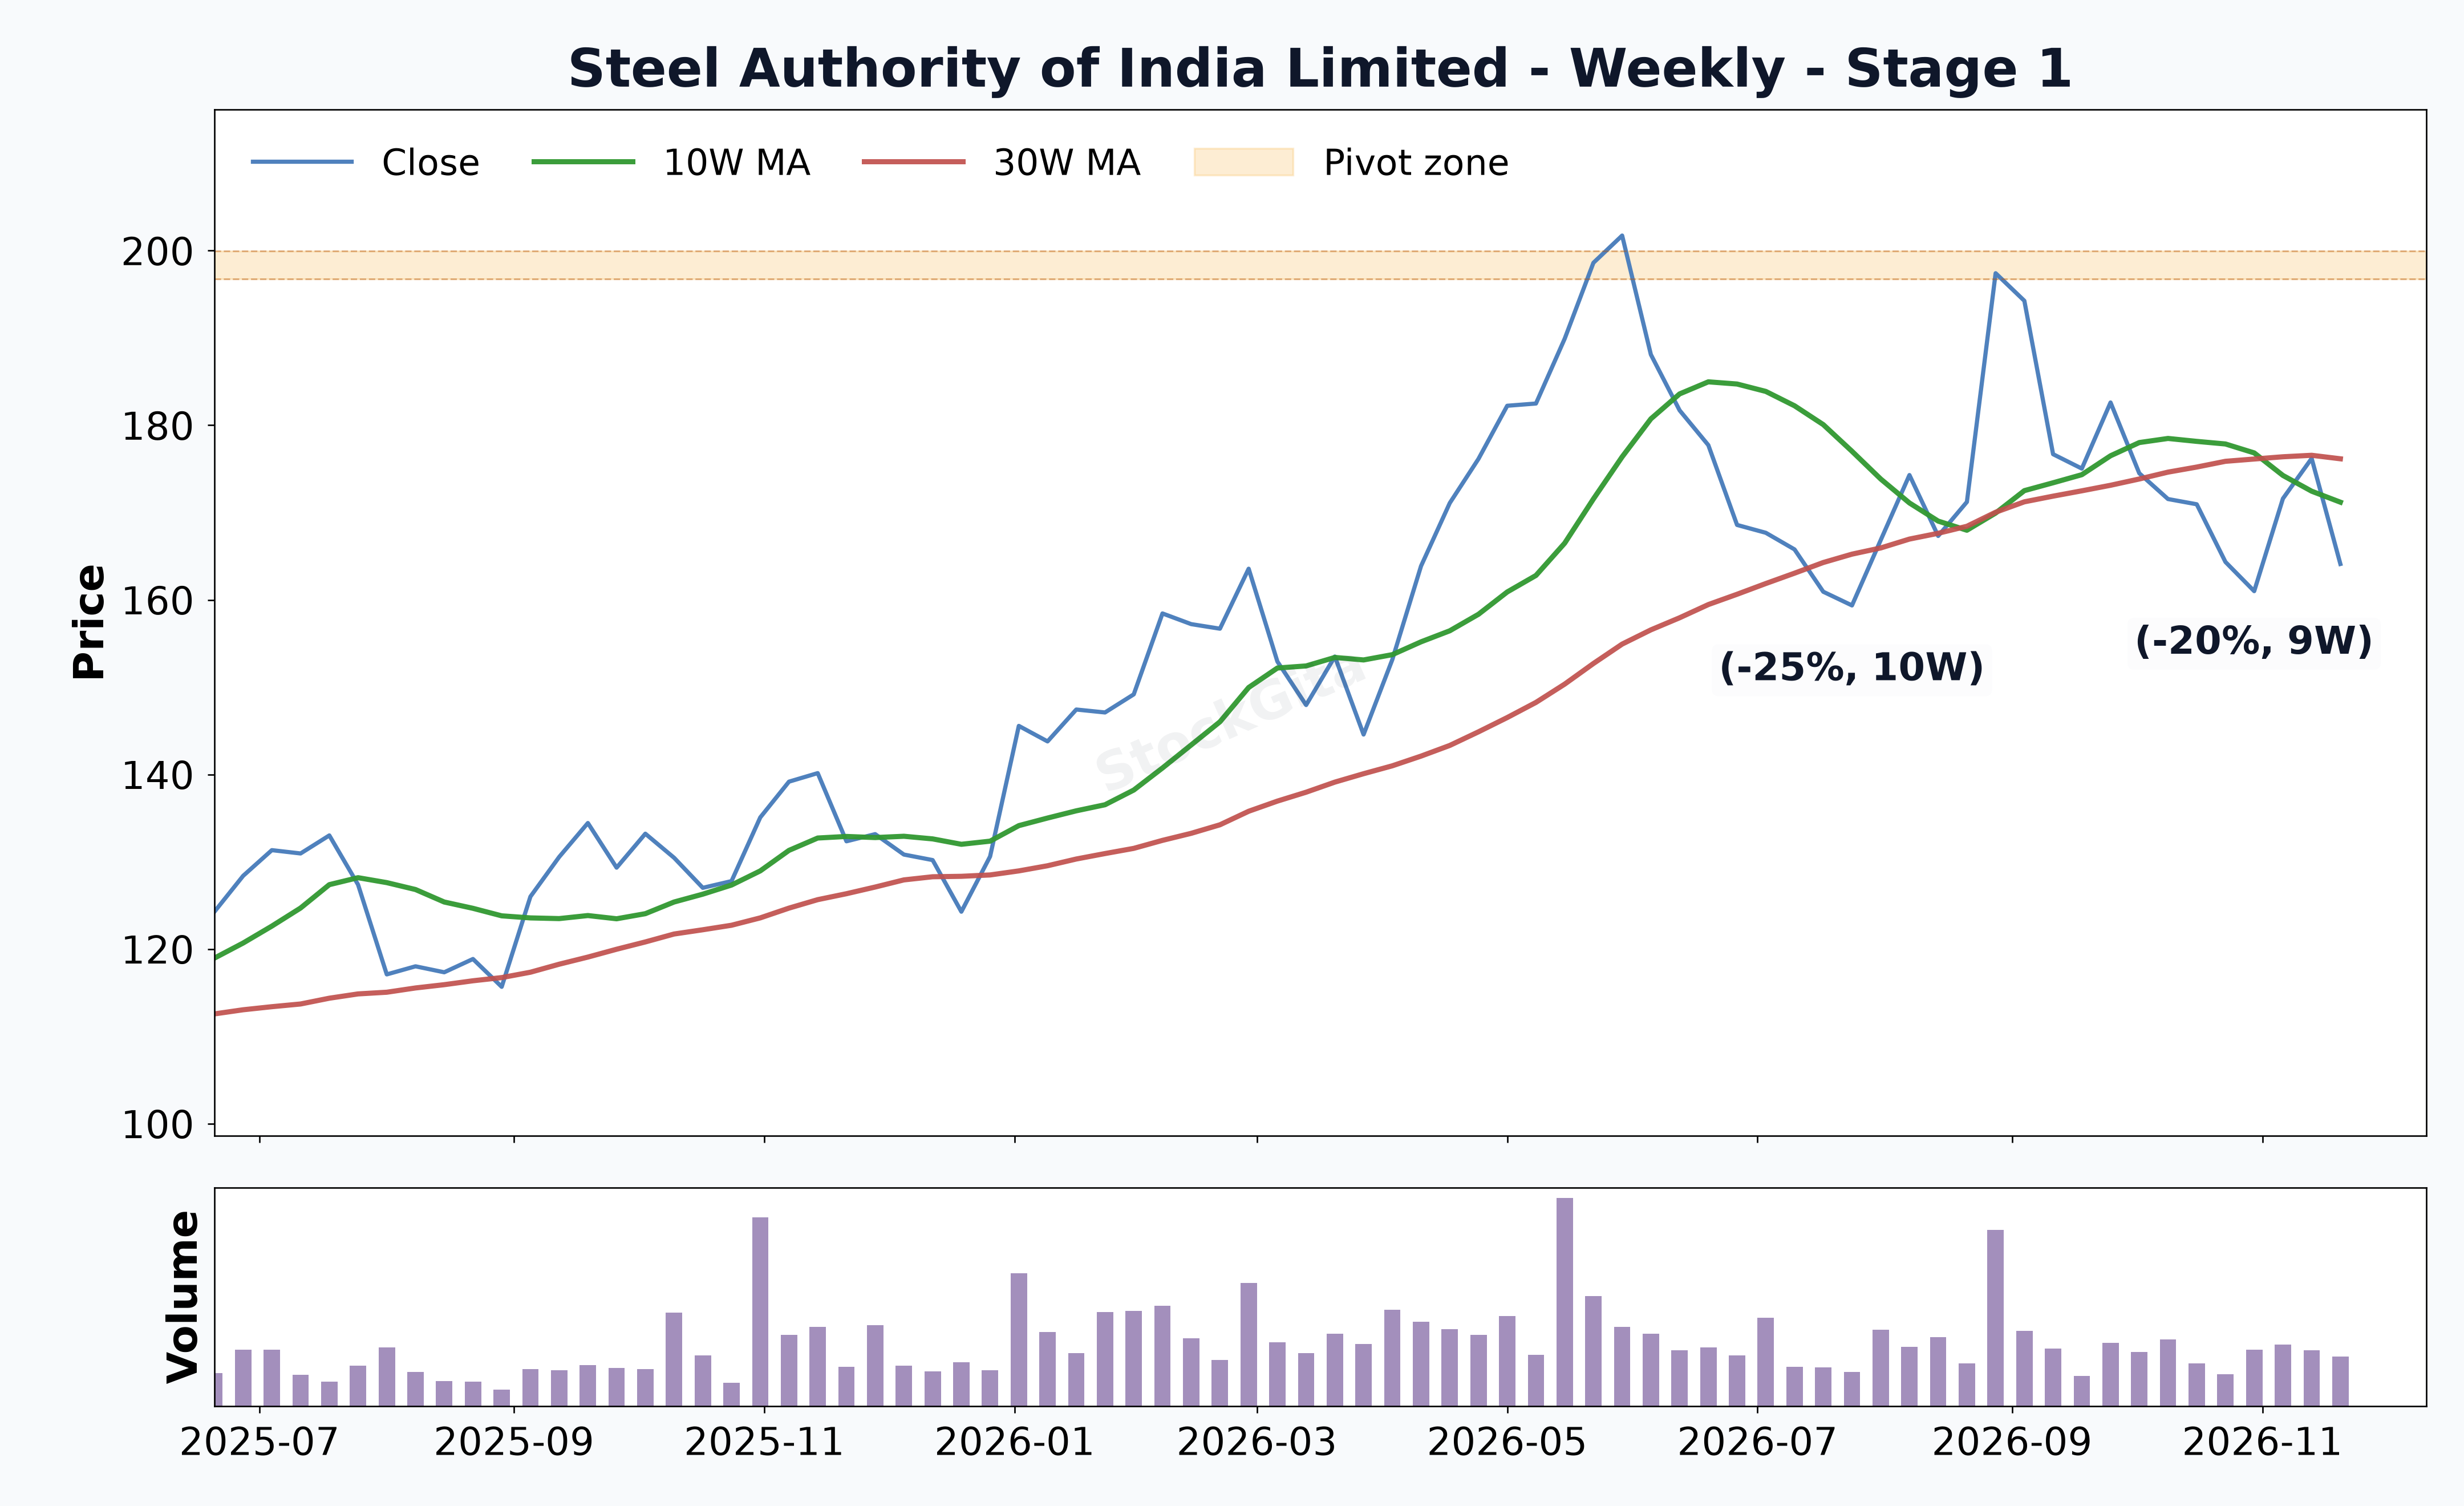 Steel Authority of India Limited - Weekly - Stage 1
Close 10W MA 30W MA Pivot zone
200
180
160
140
120
100
Price
(-25%, 10W)
(-20%, 9W)
StockGita
Volume
2025-07 2025-09 2025-11 2026-01 2026-03 2026-05 2026-07 2026-09 2026-11